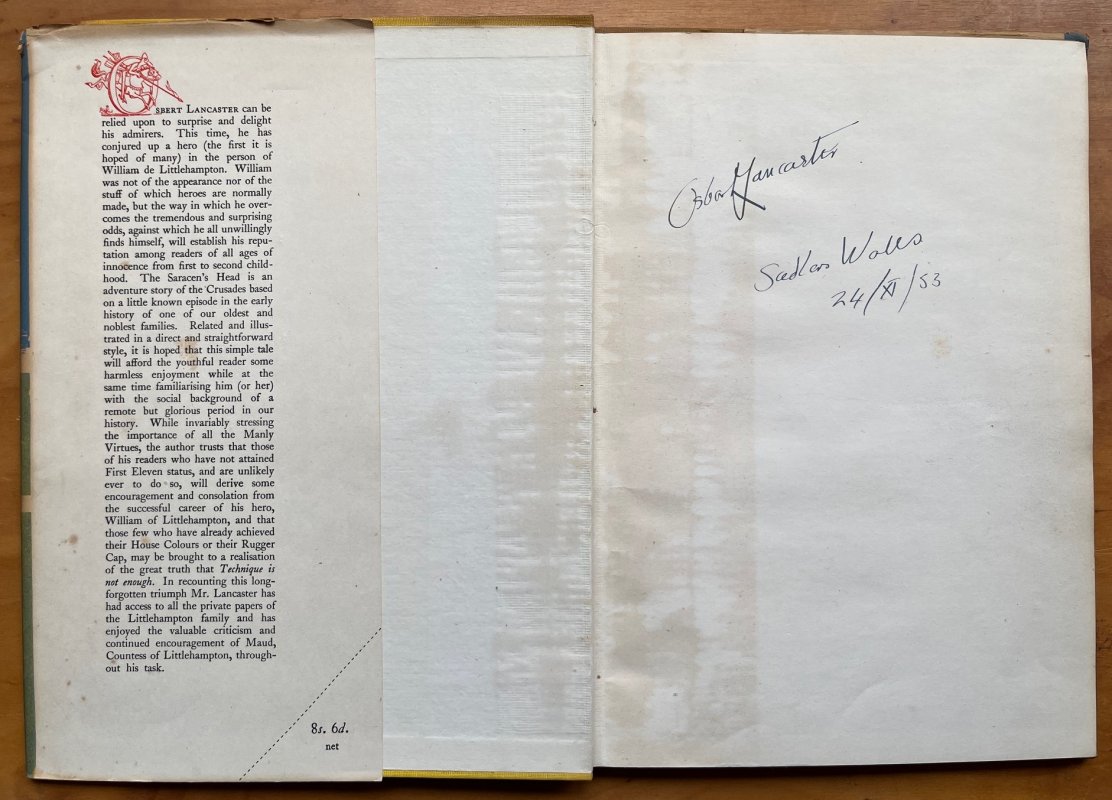 OSBERT LANCASTER can be
relied upon to surprise and delight
his admirers. This time, he has
conjured up a hero (the first it is
hoped of many) in the person of
William de Littlehampton. William
was not of the appearance nor of the
stuff of which heroes are normally
made, but the way in which he over-
comes the tremendous and surprising
odds, against which he all unwillingly
finds himself, will establish his repu-
tation among readers of all ages of
innocence from first to second child-
hood. The Saracen's Head is an
adventure story of the Crusades based
on a little known episode in the early
history of one of our oldest and
noblest families. Related and illus-
trated in a direct and straightforward
style, it is hoped that this simple tale
will afford the youthful reader some
harmless enjoyment while at the
same time familiarising him (or her)
with the social background of a
remote but glorious period in our
history. While invariably stressing
the importance of all the Manly
Virtues, the author trusts that those
of his readers who have not attained
First Eleven status, and are unlikely
ever to do so, will derive some
encouragement and consolation from
the successful career of his hero,
William of Littlehampton, and that
those few who have already achieved
their House Colours or their Rugger
Cap, may be brought to a realisation
of the great truth that Technique is
not enough. In recounting this long-
forgotten triumph Mr. Lancaster has
had access to all the private papers of
the Littlehampton family and has
enjoyed the valuable criticism and
continued encouragement of Maud,
Countess of Littlehampton, through-
out his task.
8s. 6d.
net
Osbert Lancaster
Sadlers Wells
24/XI/53